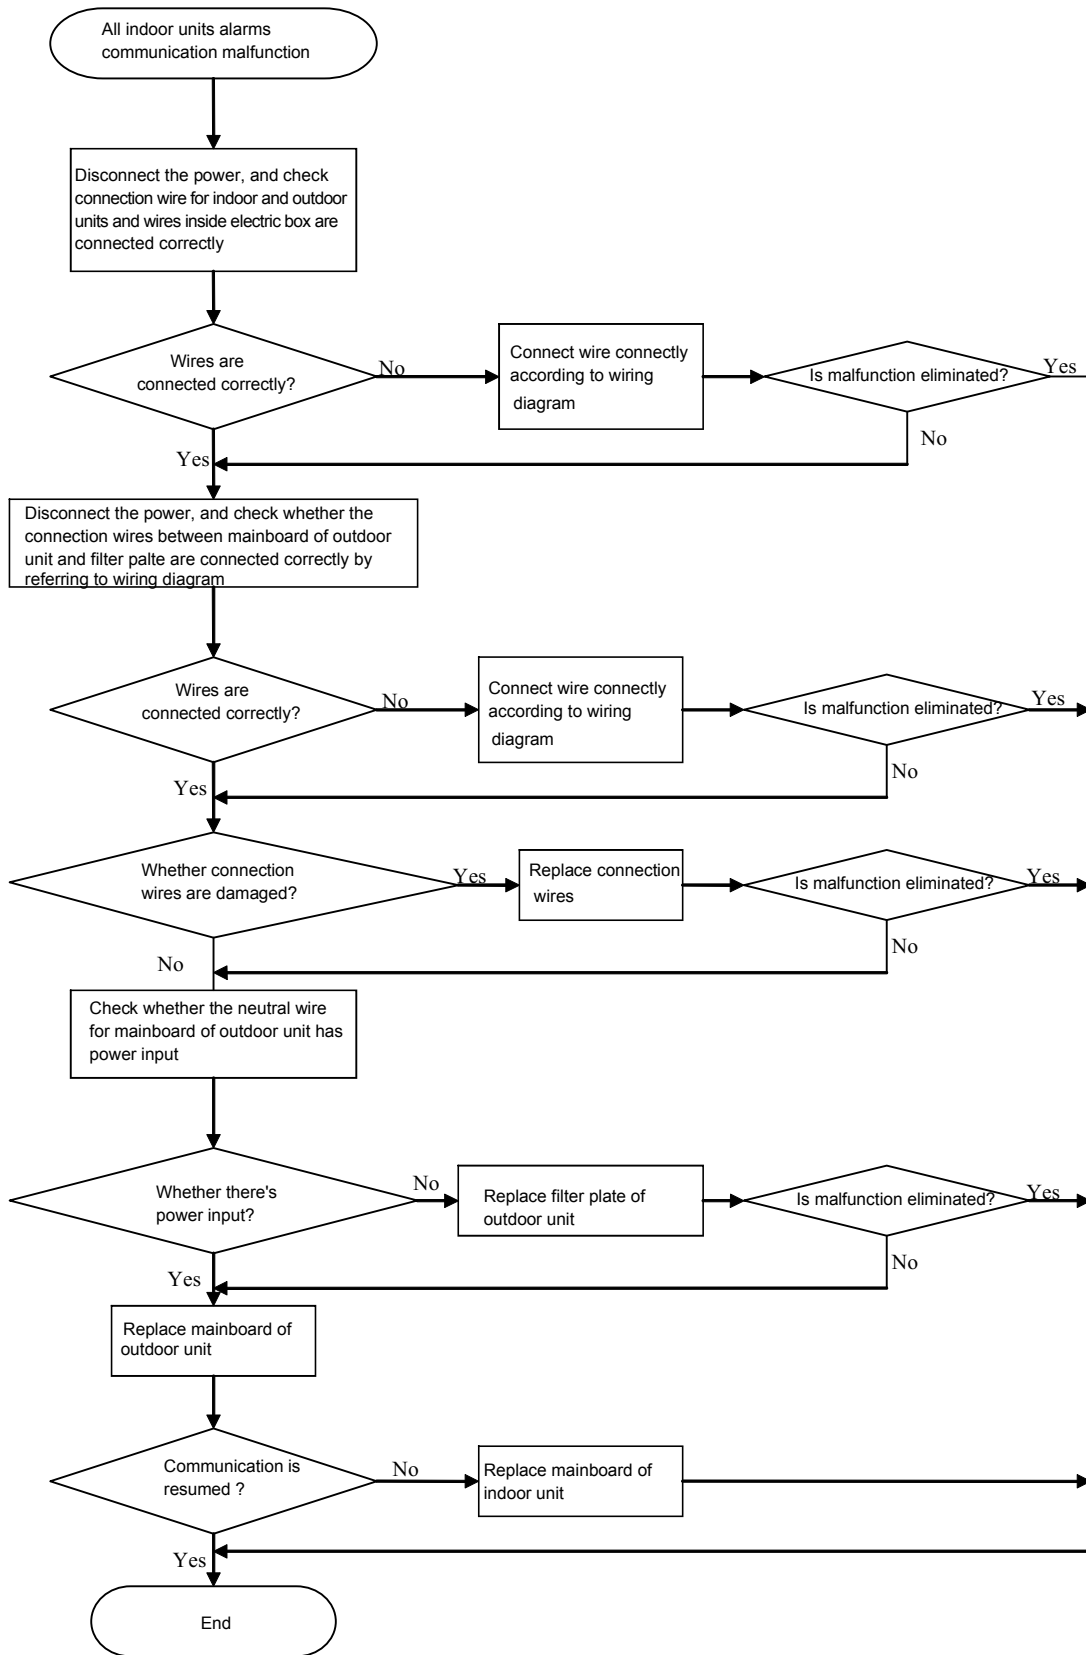 All indoor units alarms
communication malfunction
Disconnect the power, and check
connection wire for indoor and outdoor
units and wires inside electric box are
connected correctly
Wires are
connected correctly?
No
Connect wire connectly
according to wiring
diagram
Is malfunction eliminated?
Yes
No
Yes
Disconnect the power, and check whether the
connection wires between mainboard of outdoor
unit and filter palte are connected correctly by
referring to wiring diagram
Wires are
connected correctly?
No
Connect wire connectly
according to wiring
diagram
Is malfunction eliminated?
Yes
No
Yes
Whether connection
wires are damaged?
Yes
Replace connection
wires
Is malfunction eliminated?
Yes
No
No
Check whether the neutral wire
for mainboard of outdoor unit has
power input
Whether there's
power input?
No
Replace filter plate of
outdoor unit
Is malfunction eliminated?
Yes
No
Yes
Replace mainboard of
outdoor unit
Communication is
resumed ?
No
Replace mainboard of
indoor unit
Yes
End